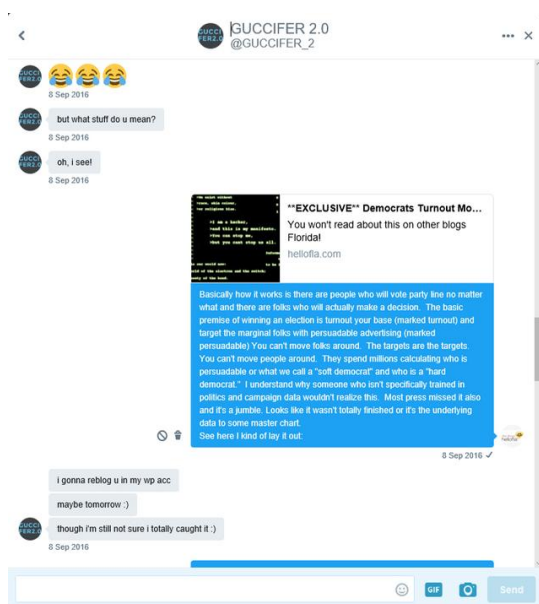 GUCCIFER 2.0
@GUCCIFER_2
😂😂😂
8 Sep 2016
but what stuff do u mean?
8 Sep 2016
oh, i see!
8 Sep 2016
**EXCLUSIVE** Democrats Turnout Mo...
You won't read about this on other blogs
Florida!
hellofla.com
Basically how it works is there are people who will vote party line no matter
what and there are folks who will actually make a decision. The basic
premise of winning an election is turnout your base (marked turnout) and
target the marginal folks with persuadable advertising (marked
persuadable) You can't move folks around. The targets are the targets.
You can't move people around. They spend millions calculating who is
persuadable or what we call a "soft democrat" and who is a "hard
democrat." I understand why someone who isn't specifically trained in
politics and campaign data wouldn't realize this. Most press missed it also
and it's a jumble. Looks like it wasn't totally finished or it's the underlying
data to some master chart.
See here I kind of lay it out:
8 Sep 2016 ✓
i gonna reblog u in my wp acc
maybe tomorrow :)
though i'm still not sure i totally caught it :)
8 Sep 2016
GIF
Send